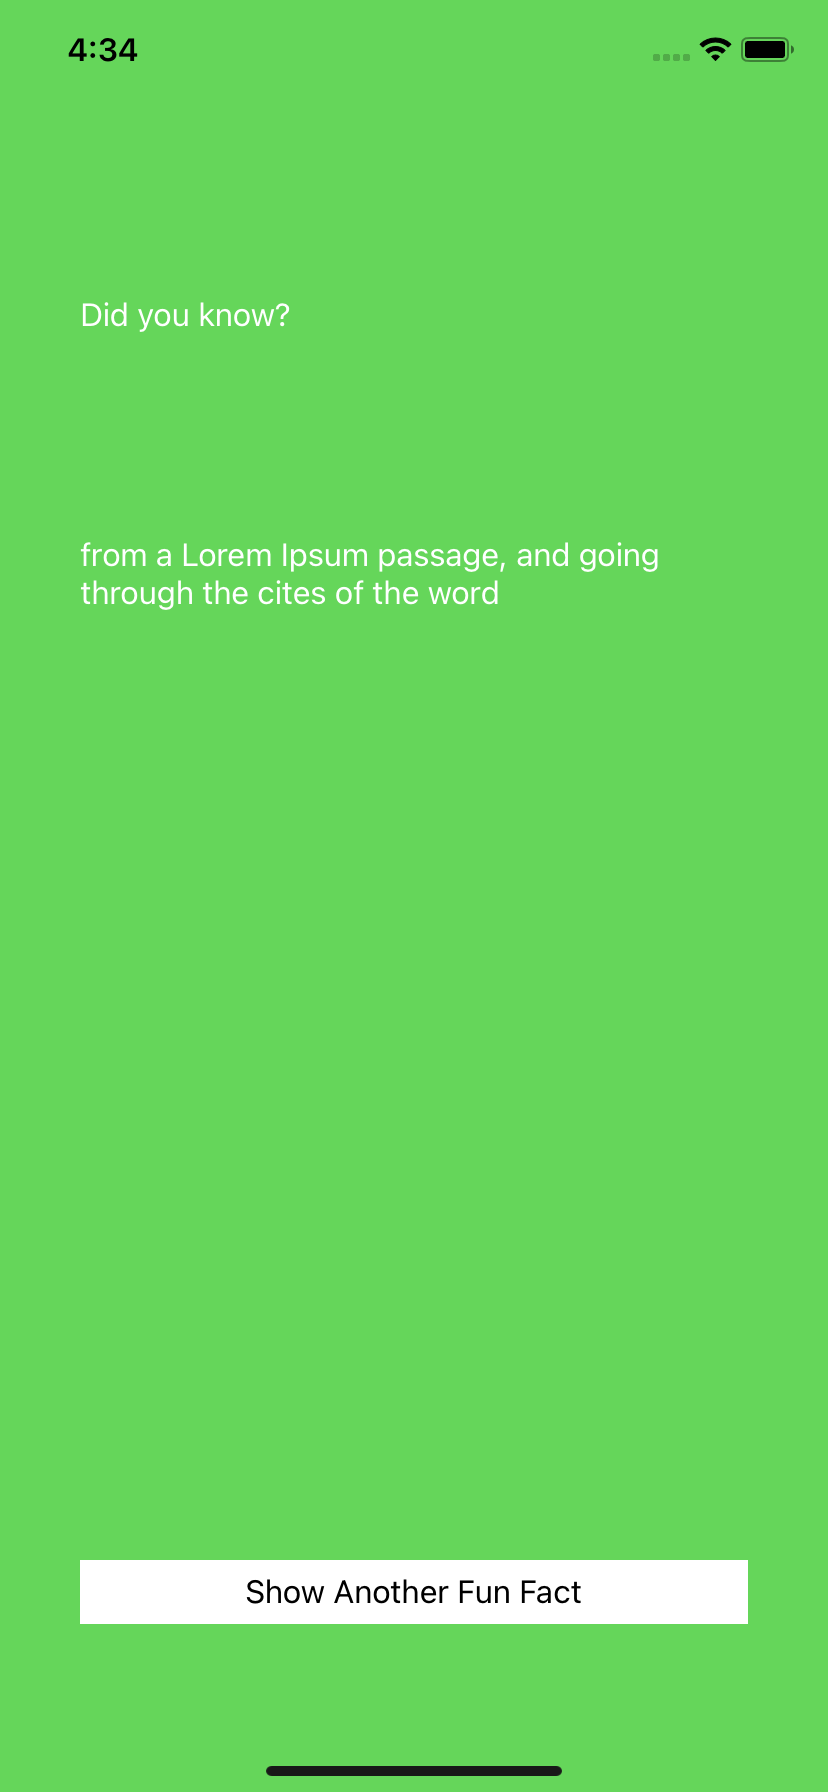 4:34
Did you know?
from a Lorem Ipsum passage, and going
through the cites of the word
Show Another Fun Fact